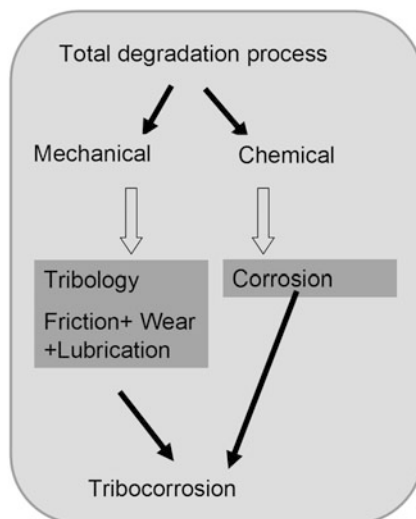 Total degradation process
Mechanical
Chemical
Tribology
Friction+ Wear
+Lubrication
Corrosion
Tribocorrosion